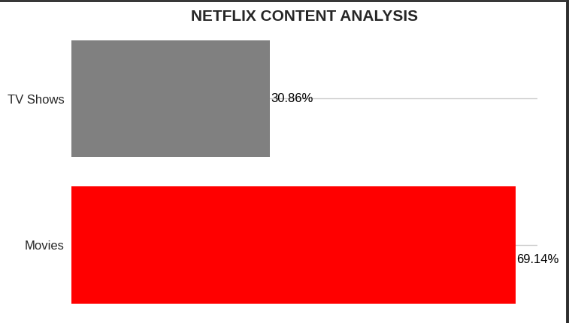 NETFLIX CONTENT ANALYSIS
TV Shows
30.86%
Movies
69.14%